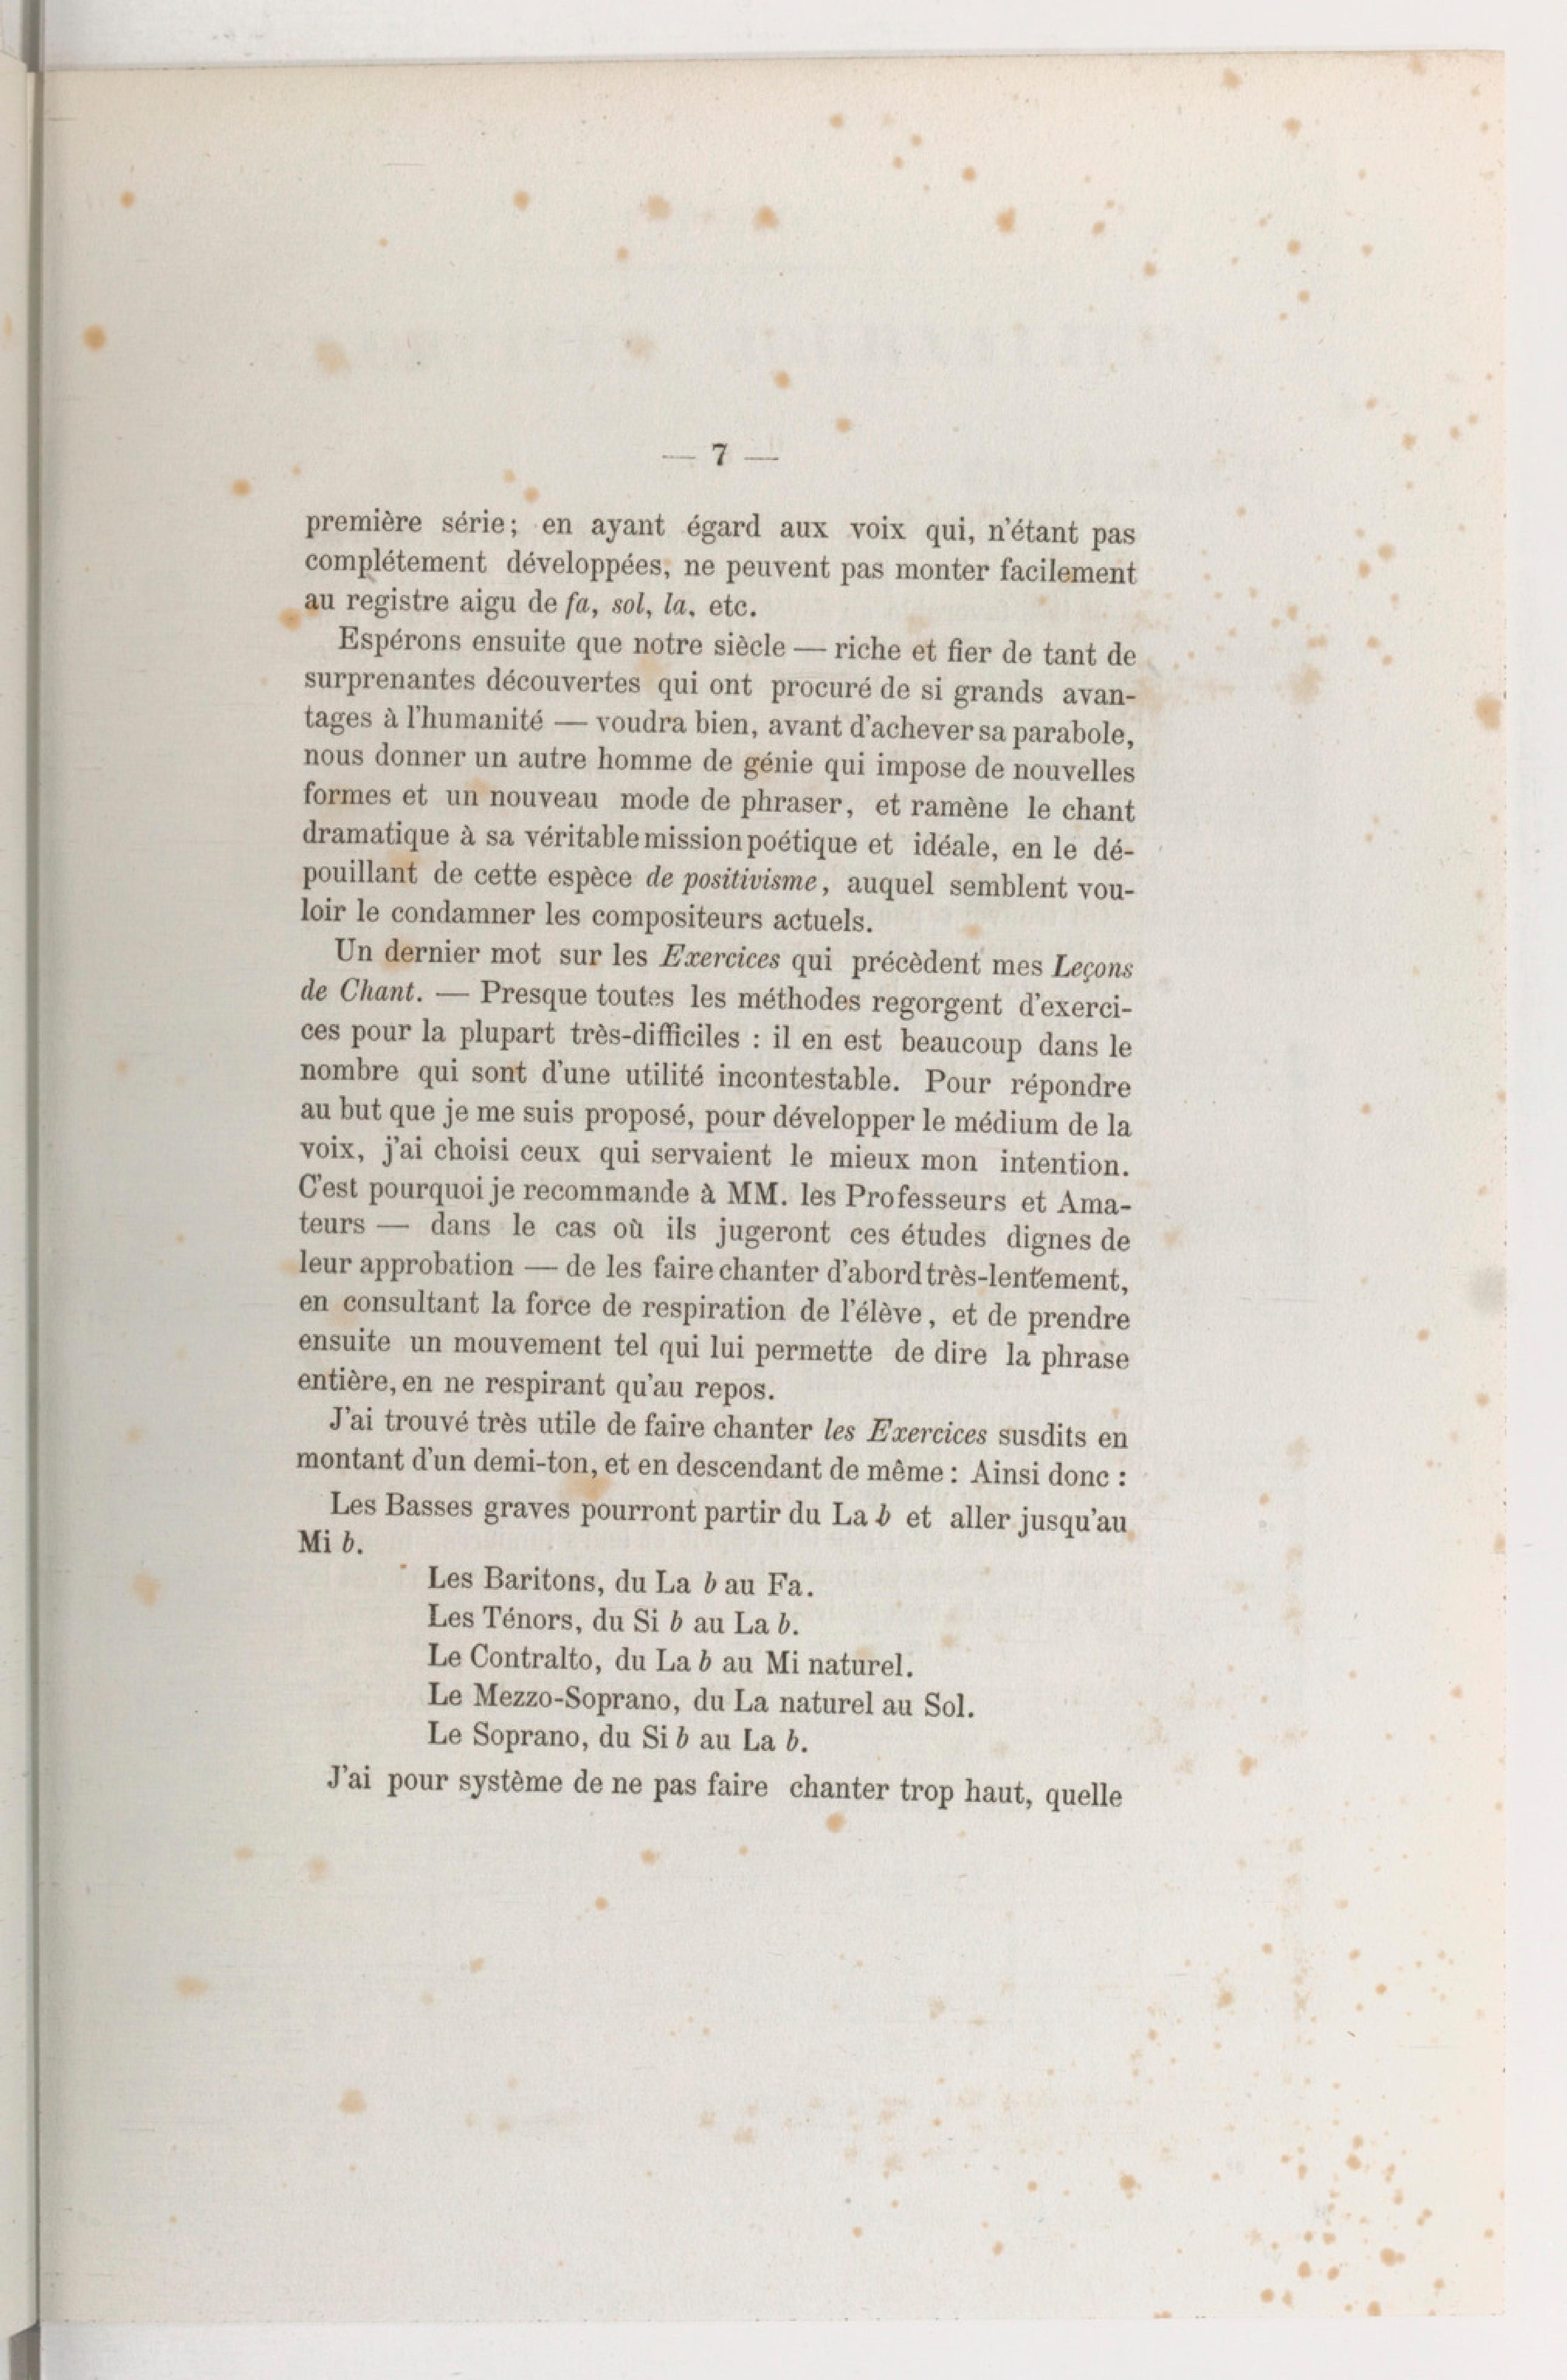 — 7 —
première série; en ayant égard aux voix qui, n'étant pas
complétement développées, ne peuvent pas monter facilement
au registre aigu de fa, sol, la, etc.
Espérons ensuite que notre siècle — riche et fier de tant de
surprenantes découvertes qui ont procuré de si grands avan-
tages à l'humanité — voudra bien, avant d'achever sa parabole,
nous donner un autre homme de génie qui impose de nouvelles
formes et un nouveau mode de phraser, et ramène le chant
dramatique à sa véritable mission poétique et idéale, en le dé-
pouillant de cette espèce de positivisme, auquel semblent vou-
loir le condamner les compositeurs actuels.
Un dernier mot sur les Exercices qui précèdent mes Leçons
de Chant. — Presque toutes les méthodes regorgent d'exerci-
ces pour la plupart très-difficiles : il en est beaucoup dans le
nombre qui sont d'une utilité incontestable. Pour répondre
au but que je me suis proposé, pour développer le médium de la
voix, j'ai choisi ceux qui servaient le mieux mon intention.
C'est pourquoi je recommande à MM. les Professeurs et Ama-
teurs — dans le cas où ils jugeront ces études dignes de
leur approbation — de les faire chanter d'abord très-lentement,
en consultant la force de respiration de l'élève, et de prendre
ensuite un mouvement tel qui lui permette de dire la phrase
entière, en ne respirant qu'au repos.
J'ai trouvé très utile de faire chanter les Exercices susdits en
montant d'un demi-ton, et en descendant de même : Ainsi donc :
Les Basses graves pourront partir du La b et aller jusqu'au
Mi b.
Les Baritons, du La b au Fa.
Les Ténors, du Si b au La b.
Le Contralto, du La b au Mi naturel.
Le Mezzo-Soprano, du La naturel au Sol.
Le Soprano, du Si b au La b.
J'ai pour système de ne pas faire chanter trop haut, quelle